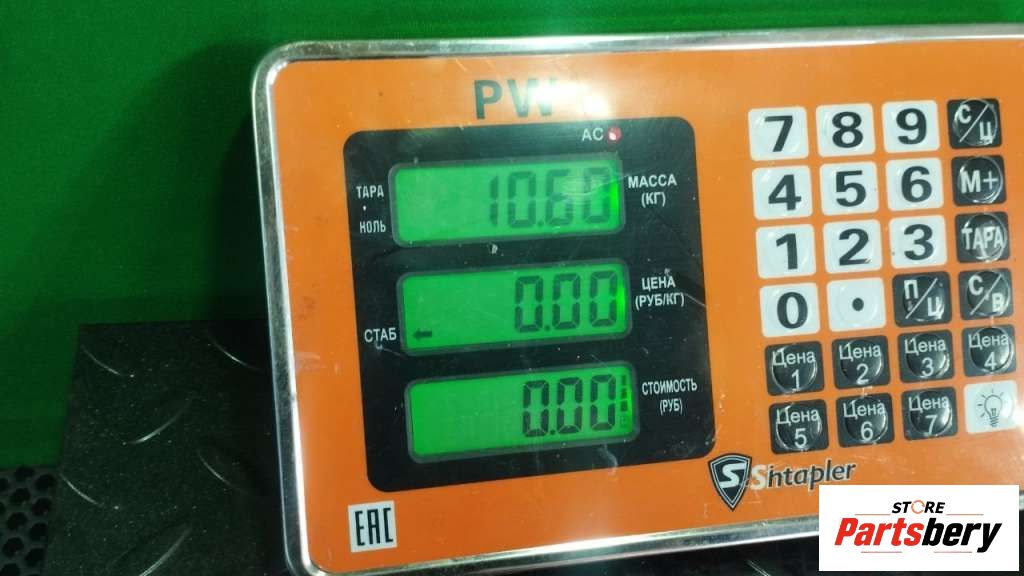 PW
AC
ТАРА
НОЛЬ
10.60
МАССА
(КГ)
0.00
ЦЕНА
(РУБ/КГ)
СТАБ
0.00
СТОИМОСТЬ
(РУБ)
7 8 9 С/Ц
4 5 6 М+
1 2 3 ТАРА
0 . П/Ц С/В
Цена 1 Цена 2 Цена 3 Цена 4
Цена 5 Цена 6 Цена 7
S Shtapler
EAC
STORE
Partsbery